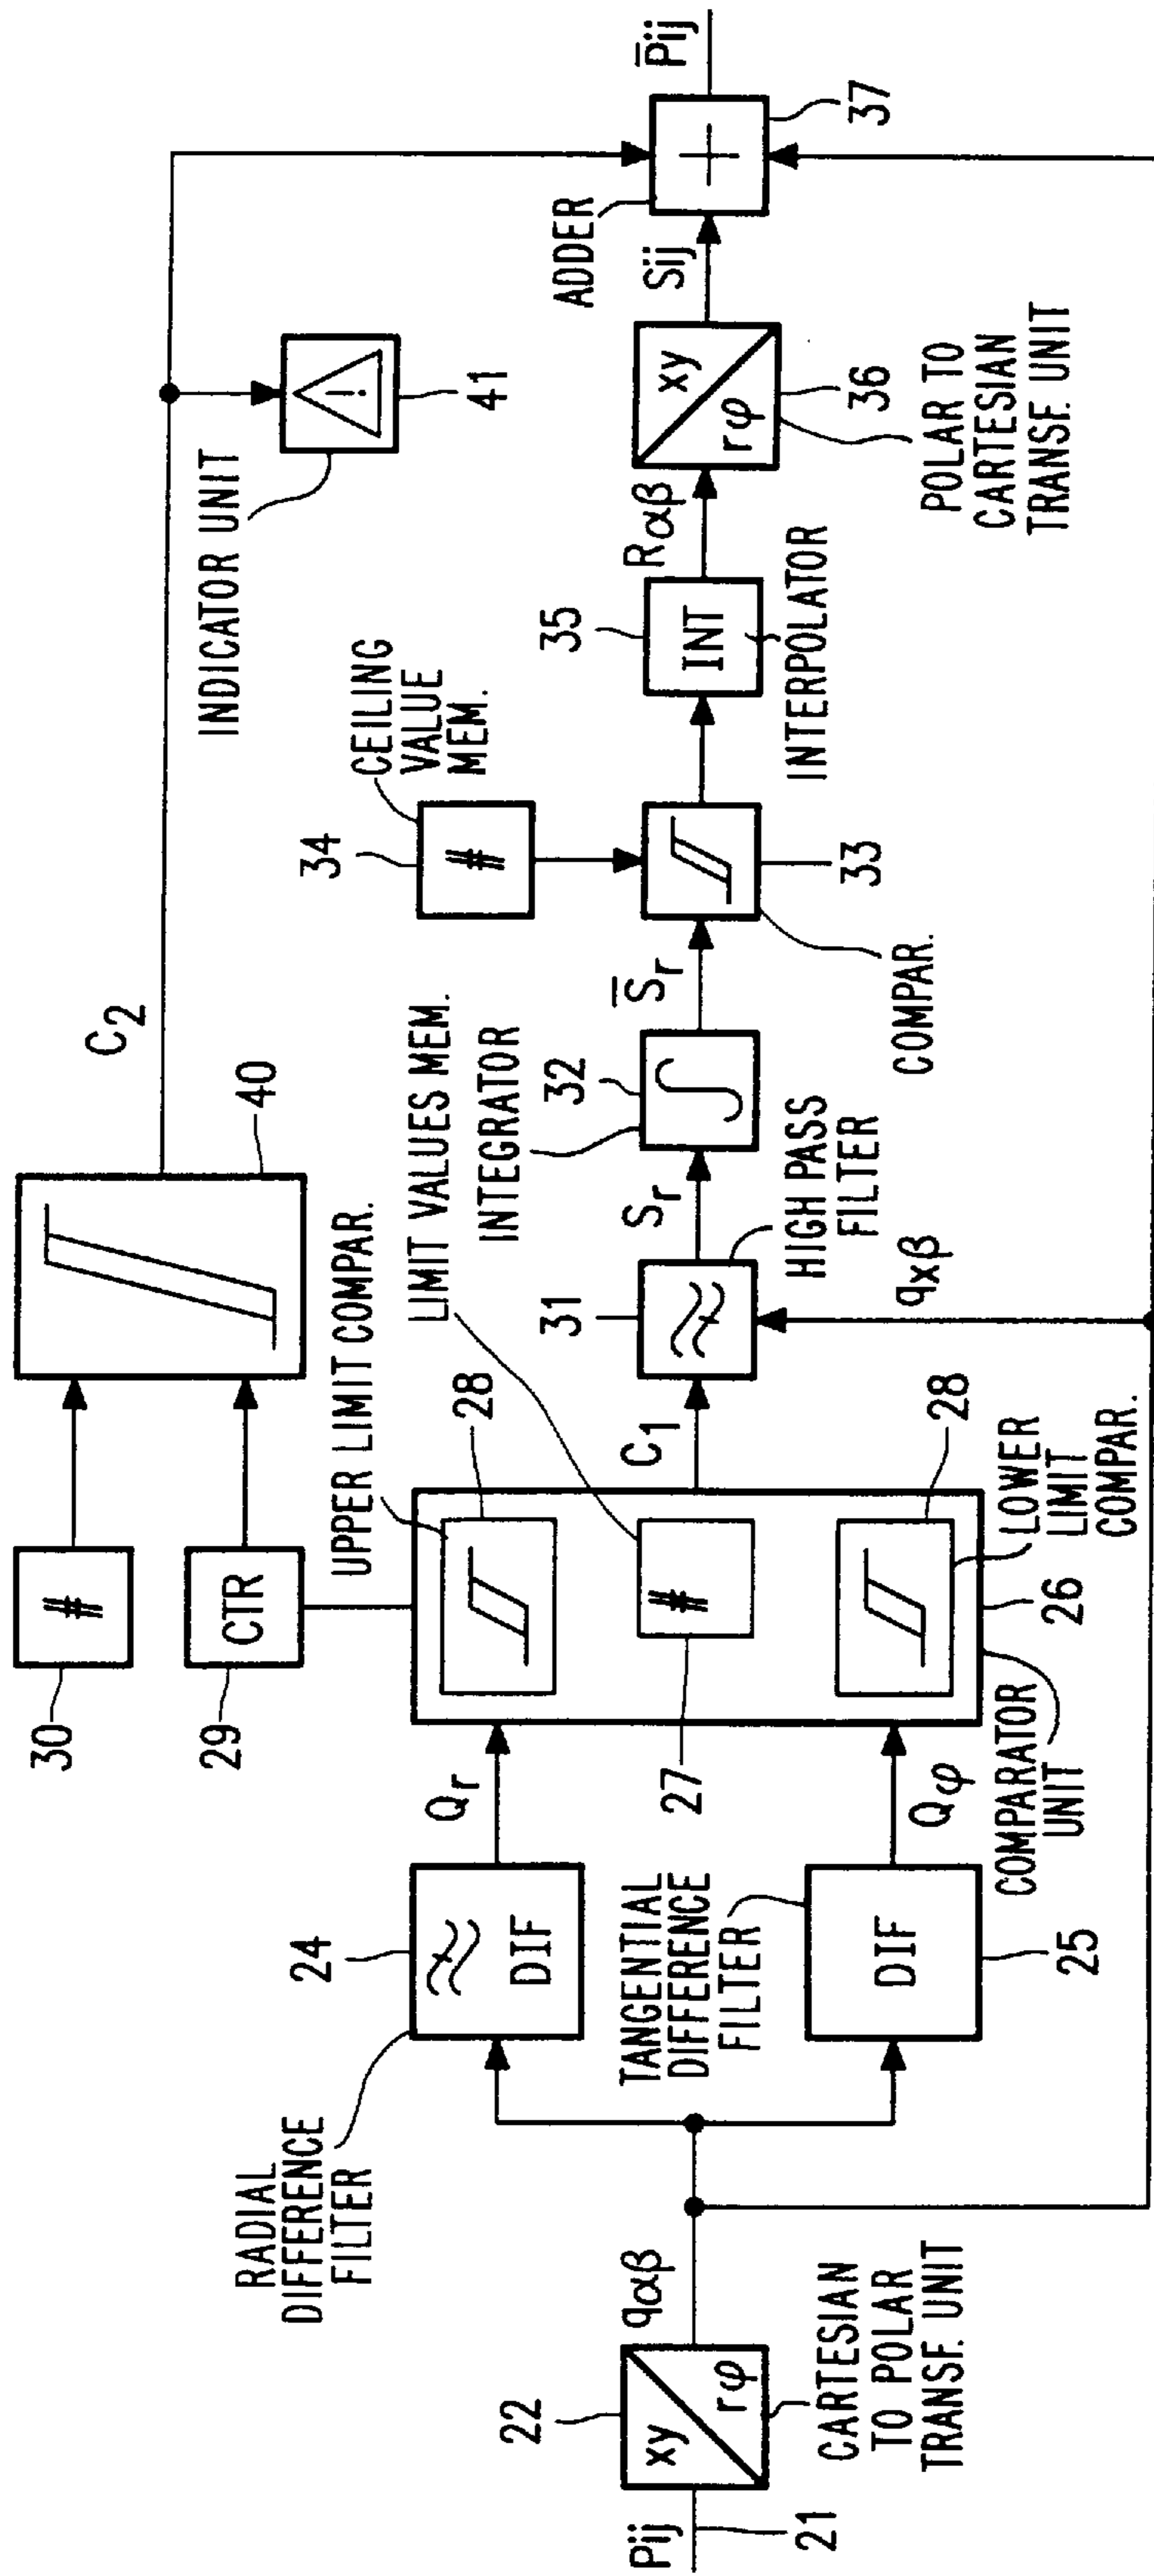 Pij
21
22
xy
rφ
CARTESIAN
TO POLAR
TRANSF. UNIT
qαβ
RADIAL
DIFFERENCE
FILTER
24
DIF
TANGENTIAL
DIFFERENCE
FILTER
DIF
25
Qr
Qφ
COMPARATOR
UNIT
30
#
29
CTR
UPPER LIMIT COMPAR.
28
LIMIT VALUES MEM.
#
27
28
LOWER
LIMIT
COMPAR.
26
40
C2
C1
31
HIGH PASS
FILTER
qxβ
Sr
INTEGRATOR
32
S̄r
34
#
CEILING
VALUE
MEM.
33
COMPAR.
35
INT
INTERPOLATOR
Rαβ
INDICATOR UNIT
!
41
xy
rφ
36
POLAR TO
CARTESIAN
TRANSF. UNIT
Sij
ADDER
+
37
P̄ij